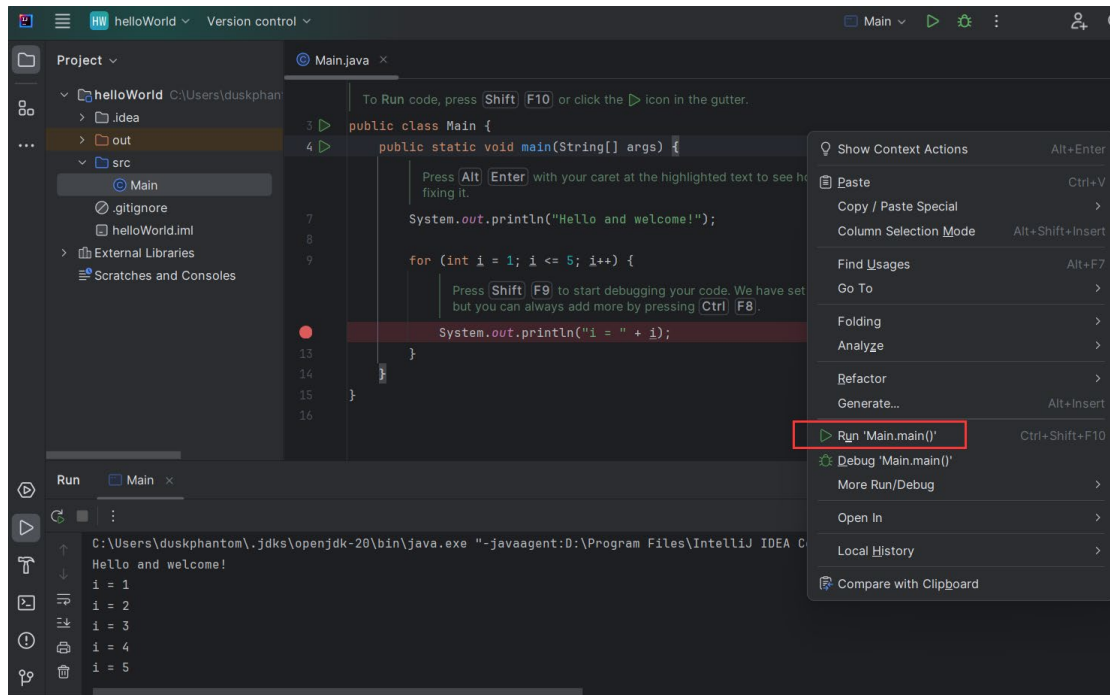 HW helloWorld Version control Main
Project
Main.java
helloWorld C:\Users\duskphan
.idea
out
src
Main
.gitignore
helloWorld.iml
External Libraries
Scratches and Consoles
To Run code, press Shift F10 or click the icon in the gutter.
3 public class Main {
4 public static void main(String[] args) {
Press Alt Enter with your caret at the highlighted text to see
fixing it.
7 System.out.println("Hello and welcome!");
8
9 for (int i = 1; i <= 5; i++) {
Press Shift F9 to start debugging your code. We have set
but you can always add more by pressing Ctrl F8.
System.out.println("i = " + i);
13 }
14 }
15 }
16
Show Context Actions Alt+Enter
Paste Ctrl+V
Copy / Paste Special
Column Selection Mode Alt+Shift+Insert
Find Usages Alt+F7
Go To
Folding
Analyze
Refactor
Generate... Alt+Insert
Run 'Main.main()' Ctrl+Shift+F10
Debug 'Main.main()'
More Run/Debug
Open In
Local History
Compare with Clipboard
Run Main
C:\Users\duskphantom\.jdks\openjdk-20\bin\java.exe "-javaagent:D:\Program Files\IntelliJ IDEA C
Hello and welcome!
i = 1
i = 2
i = 3
i = 4
i = 5